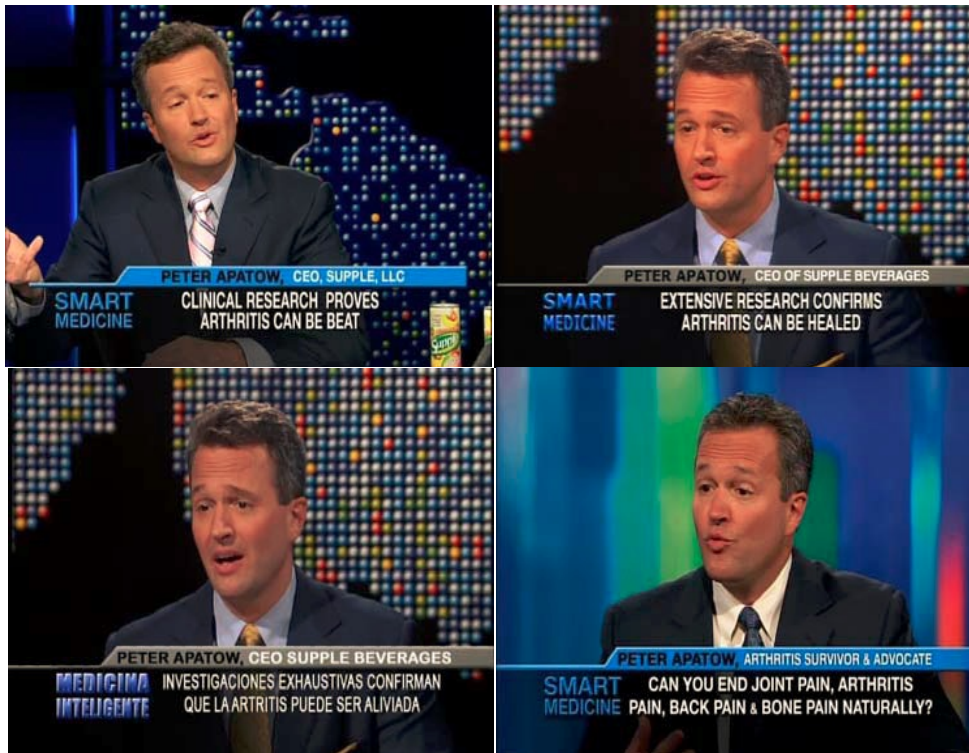 PETER APATOW, CEO, SUPPLE, LLC
SMART
MEDICINE
CLINICAL RESEARCH PROVES
ARTHRITIS CAN BE BEAT
Supple
PETER APATOW, CEO OF SUPPLE BEVERAGES
SMART
MEDICINE
EXTENSIVE RESEARCH CONFIRMS
ARTHRITIS CAN BE HEALED
PETER APATOW, CEO SUPPLE BEVERAGES
MEDICINA
INTELIGENTE
INVESTIGACIONES EXHAUSTIVAS CONFIRMAN
QUE LA ARTRITIS PUEDE SER ALIVIADA
PETER APATOW, ARTHRITIS SURVIVOR & ADVOCATE
SMART
MEDICINE
CAN YOU END JOINT PAIN, ARTHRITIS
PAIN, BACK PAIN & BONE PAIN NATURALLY?